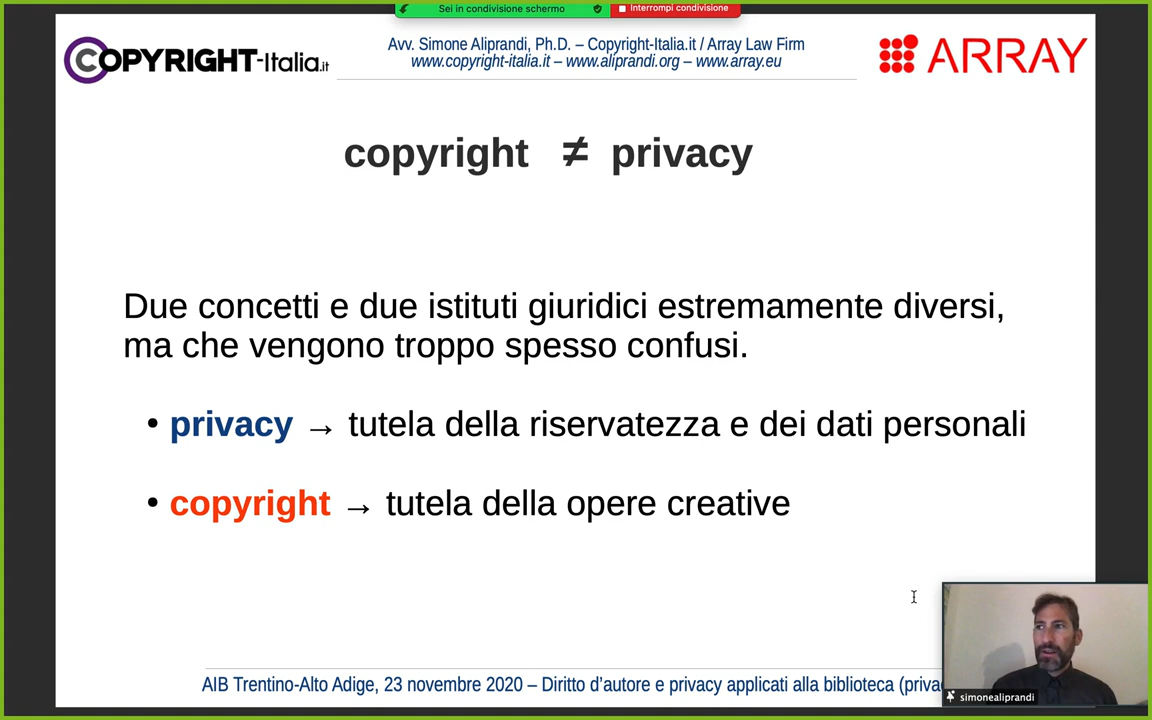 Sei in condivisione schermo
Interrompi condivisione
COPYRIGHT-Italia.it
Avv. Simone Aliprandi, Ph.D. – Copyright-Italia.it / Array Law Firm
www.copyright-italia.it – www.aliprandi.org – www.array.eu
ARRAY
copyright ≠ privacy
Due concetti e due istituti giuridici estremamente diversi,
ma che vengono troppo spesso confusi.
• privacy → tutela della riservatezza e dei dati personali
• copyright → tutela della opere creative
AIB Trentino-Alto Adige, 23 novembre 2020 – Diritto d’autore e privacy applicati alla biblioteca
simonealiprandi